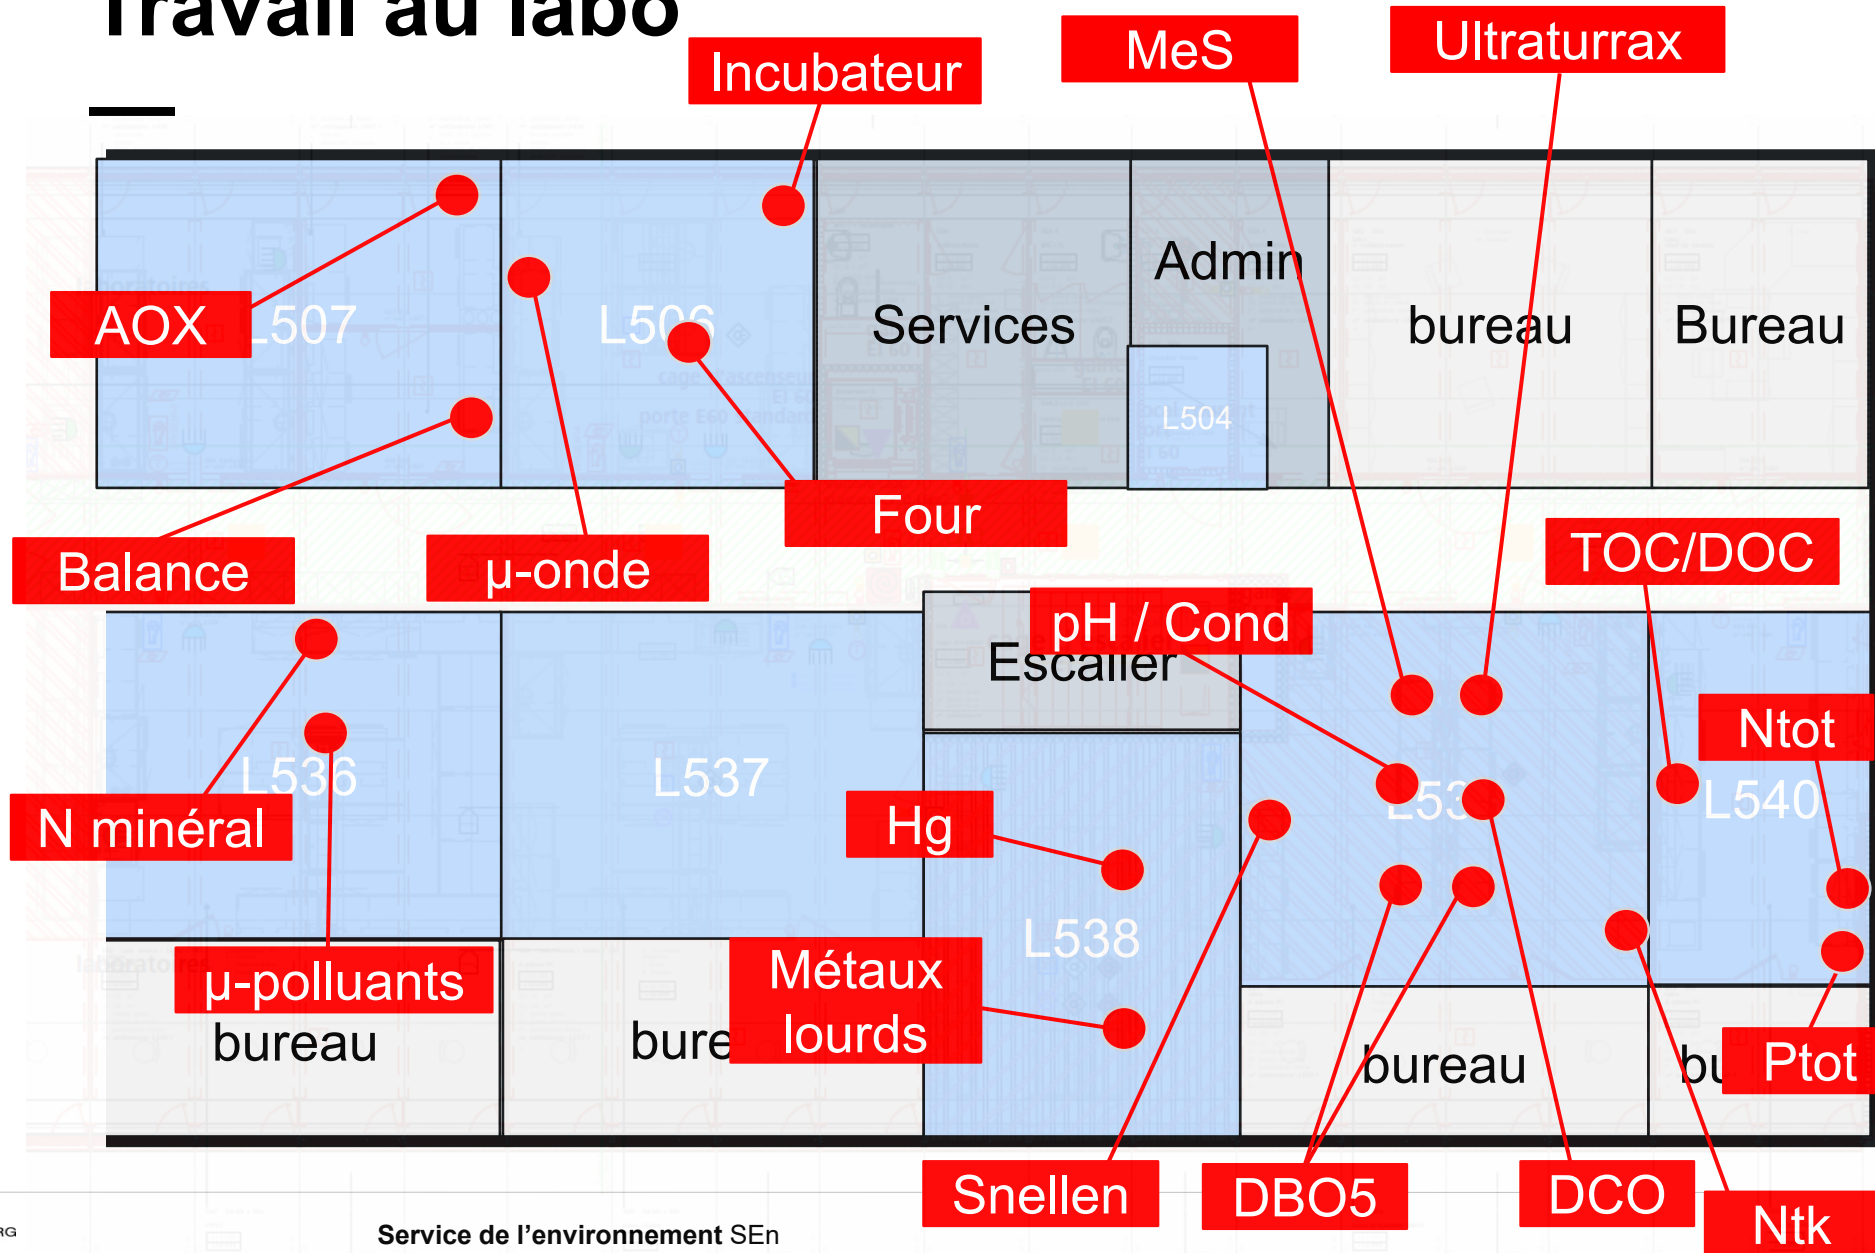 Travail au labo
Incubateur
MeS
Ultraturrax
AOX
L507
L506
Services
Admin
L504
bureau
Bureau
Balance
µ-onde
Four
TOC/DOC
pH / Cond
Escalier
Ntot
L536
L537
L53
L540
N minéral
Hg
L538
µ-polluants
Métaux
lourds
bureau
bure
bureau
bu
Ptot
Snellen
DBO5
DCO
Ntk
RG
Service de l'environnement SEn